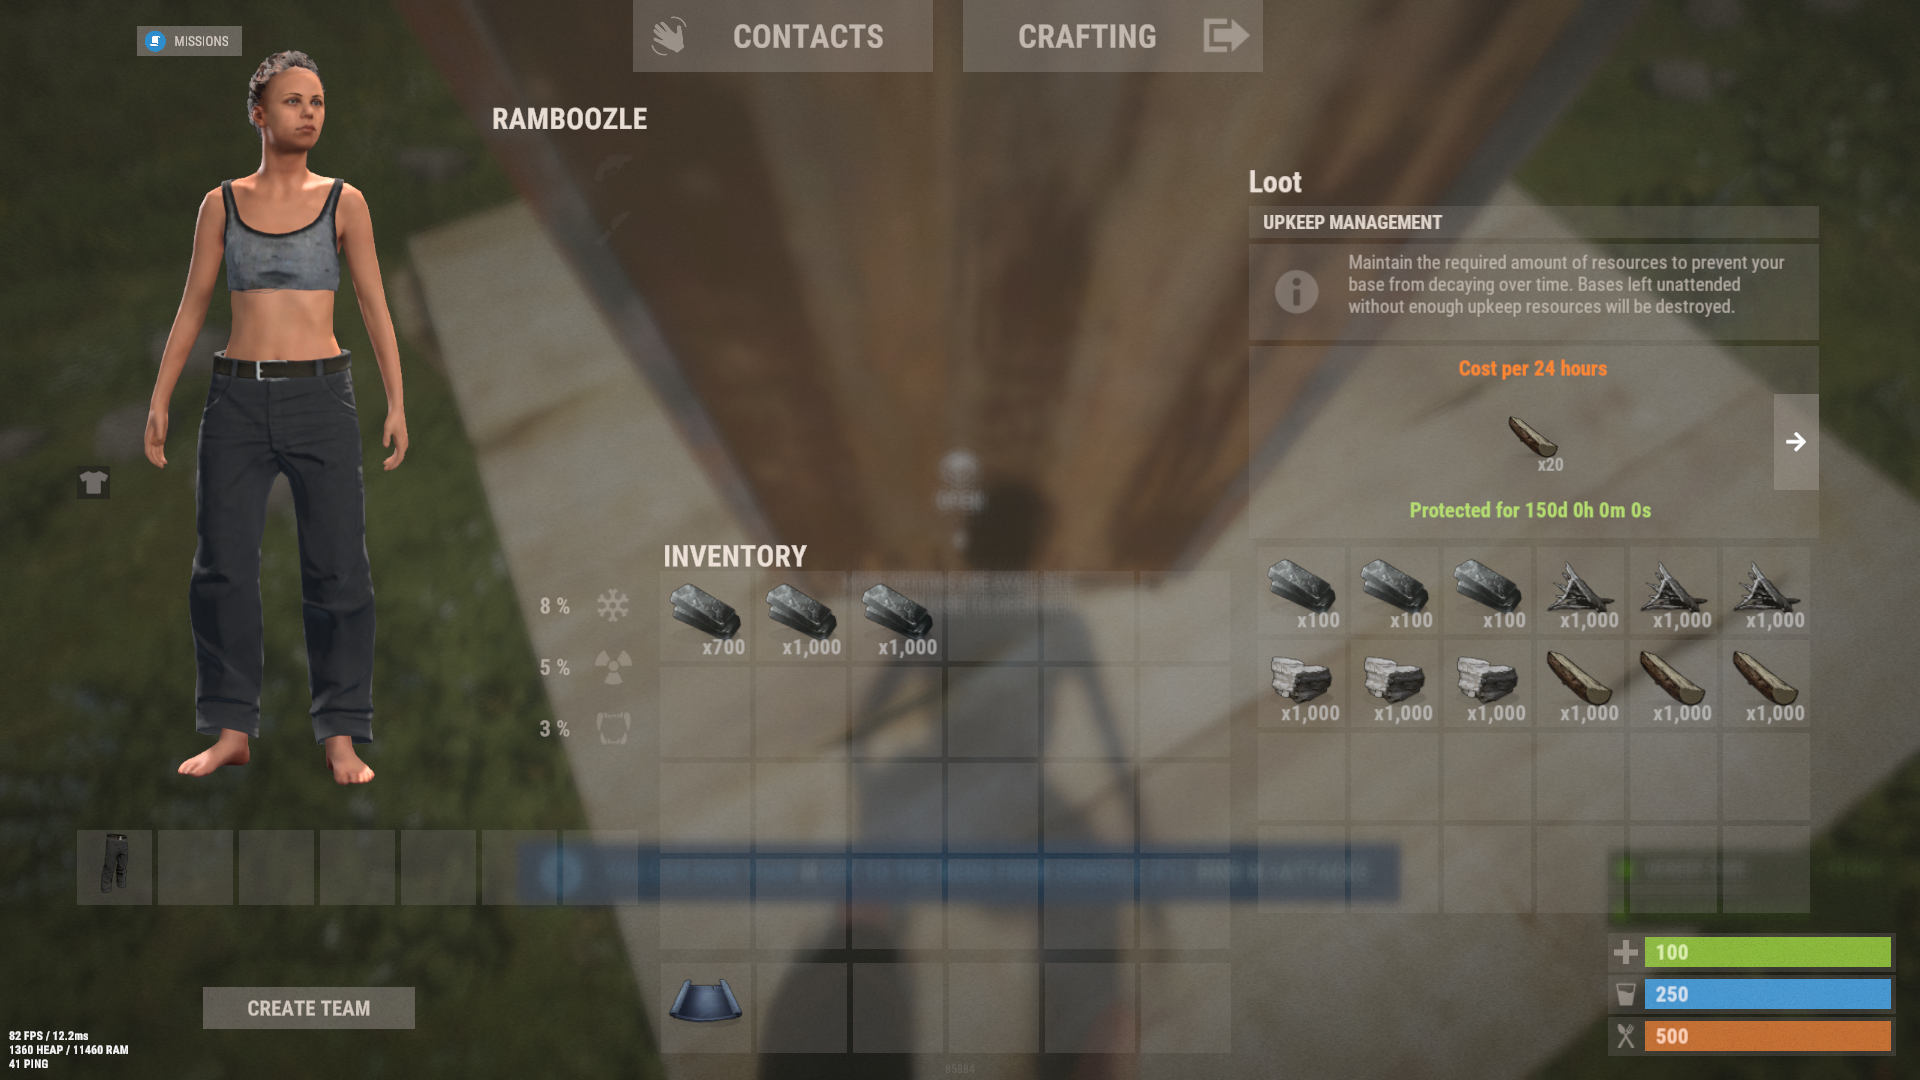 MISSIONS
CONTACTS
CRAFTING
RAMBOOZLE
Loot
UPKEEP MANAGEMENT
Maintain the required amount of resources to prevent your
base from decaying over time. Bases left unattended
without enough upkeep resources will be destroyed.
Cost per 24 hours
x20
Protected for 150d 0h 0m 0s
OPEN
INVENTORY
8 %
5 %
3 %
x700
x1,000
x1,000
x100
x100
x100
x1,000
x1,000
x1,000
x1,000
x1,000
x1,000
x1,000
x1,000
x1,000
CREATE TEAM
100
250
500
82 FPS / 12.2ms
1360 HEAP / 11460 RAM
41 PING